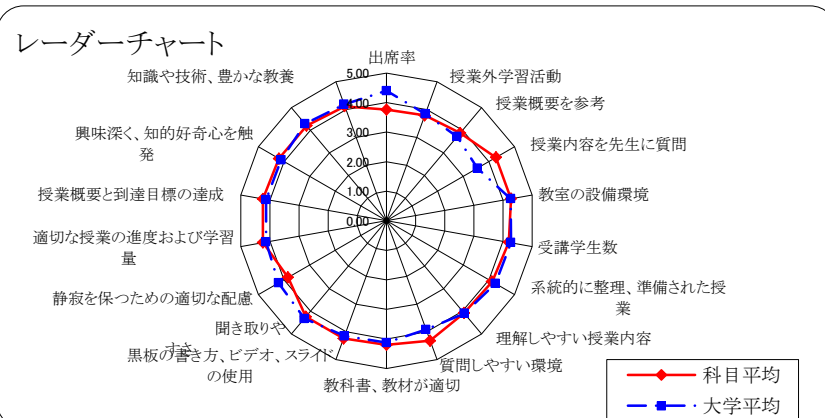 レーダーチャート
出席率
授業外学習活動
授業概要を参考
授業内容を先生に質問
教室の設備環境
受講学生数
系統的に整理、準備された授
業
理解しやすい授業内容
質問しやすい環境
教科書、教材が適切
黒板の書き方、ビデオ、スライド
の使用
聞き取りや
すさ
静寂を保つための適切な配慮
適切な授業の進度および学習
量
授業概要と到達目標の達成
興味深く、知的好奇心を触
発
知識や技術、豊かな教養
5.00
4.00
3.00
2.00
1.00
0.00
科目平均
大学平均